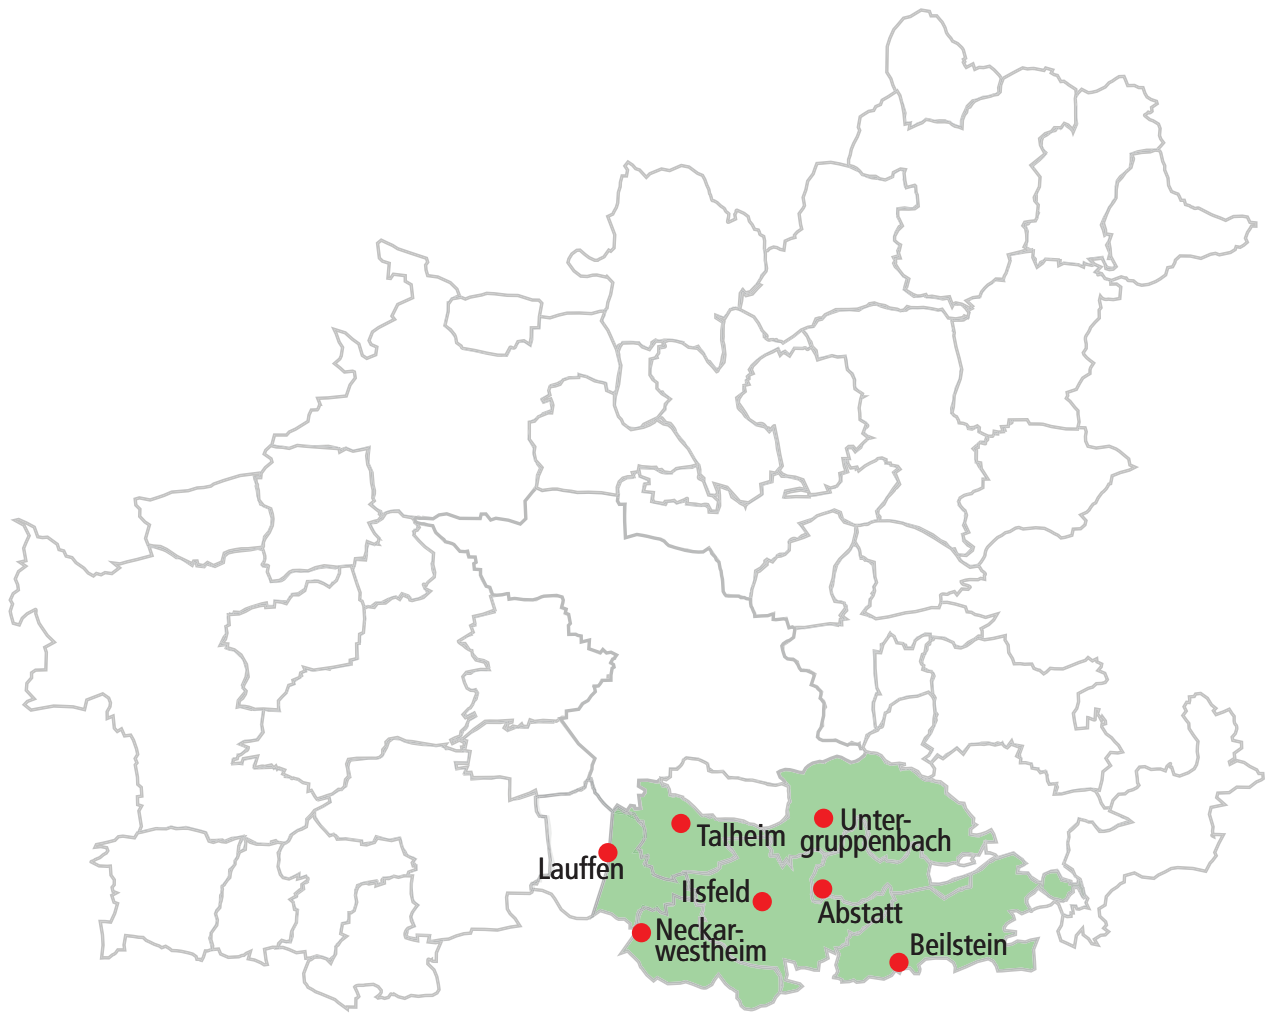 Unter-
gruppenbach
Talheim
Lauffen
Ilsfeld
Abstatt
Neckar-
westheim
Beilstein